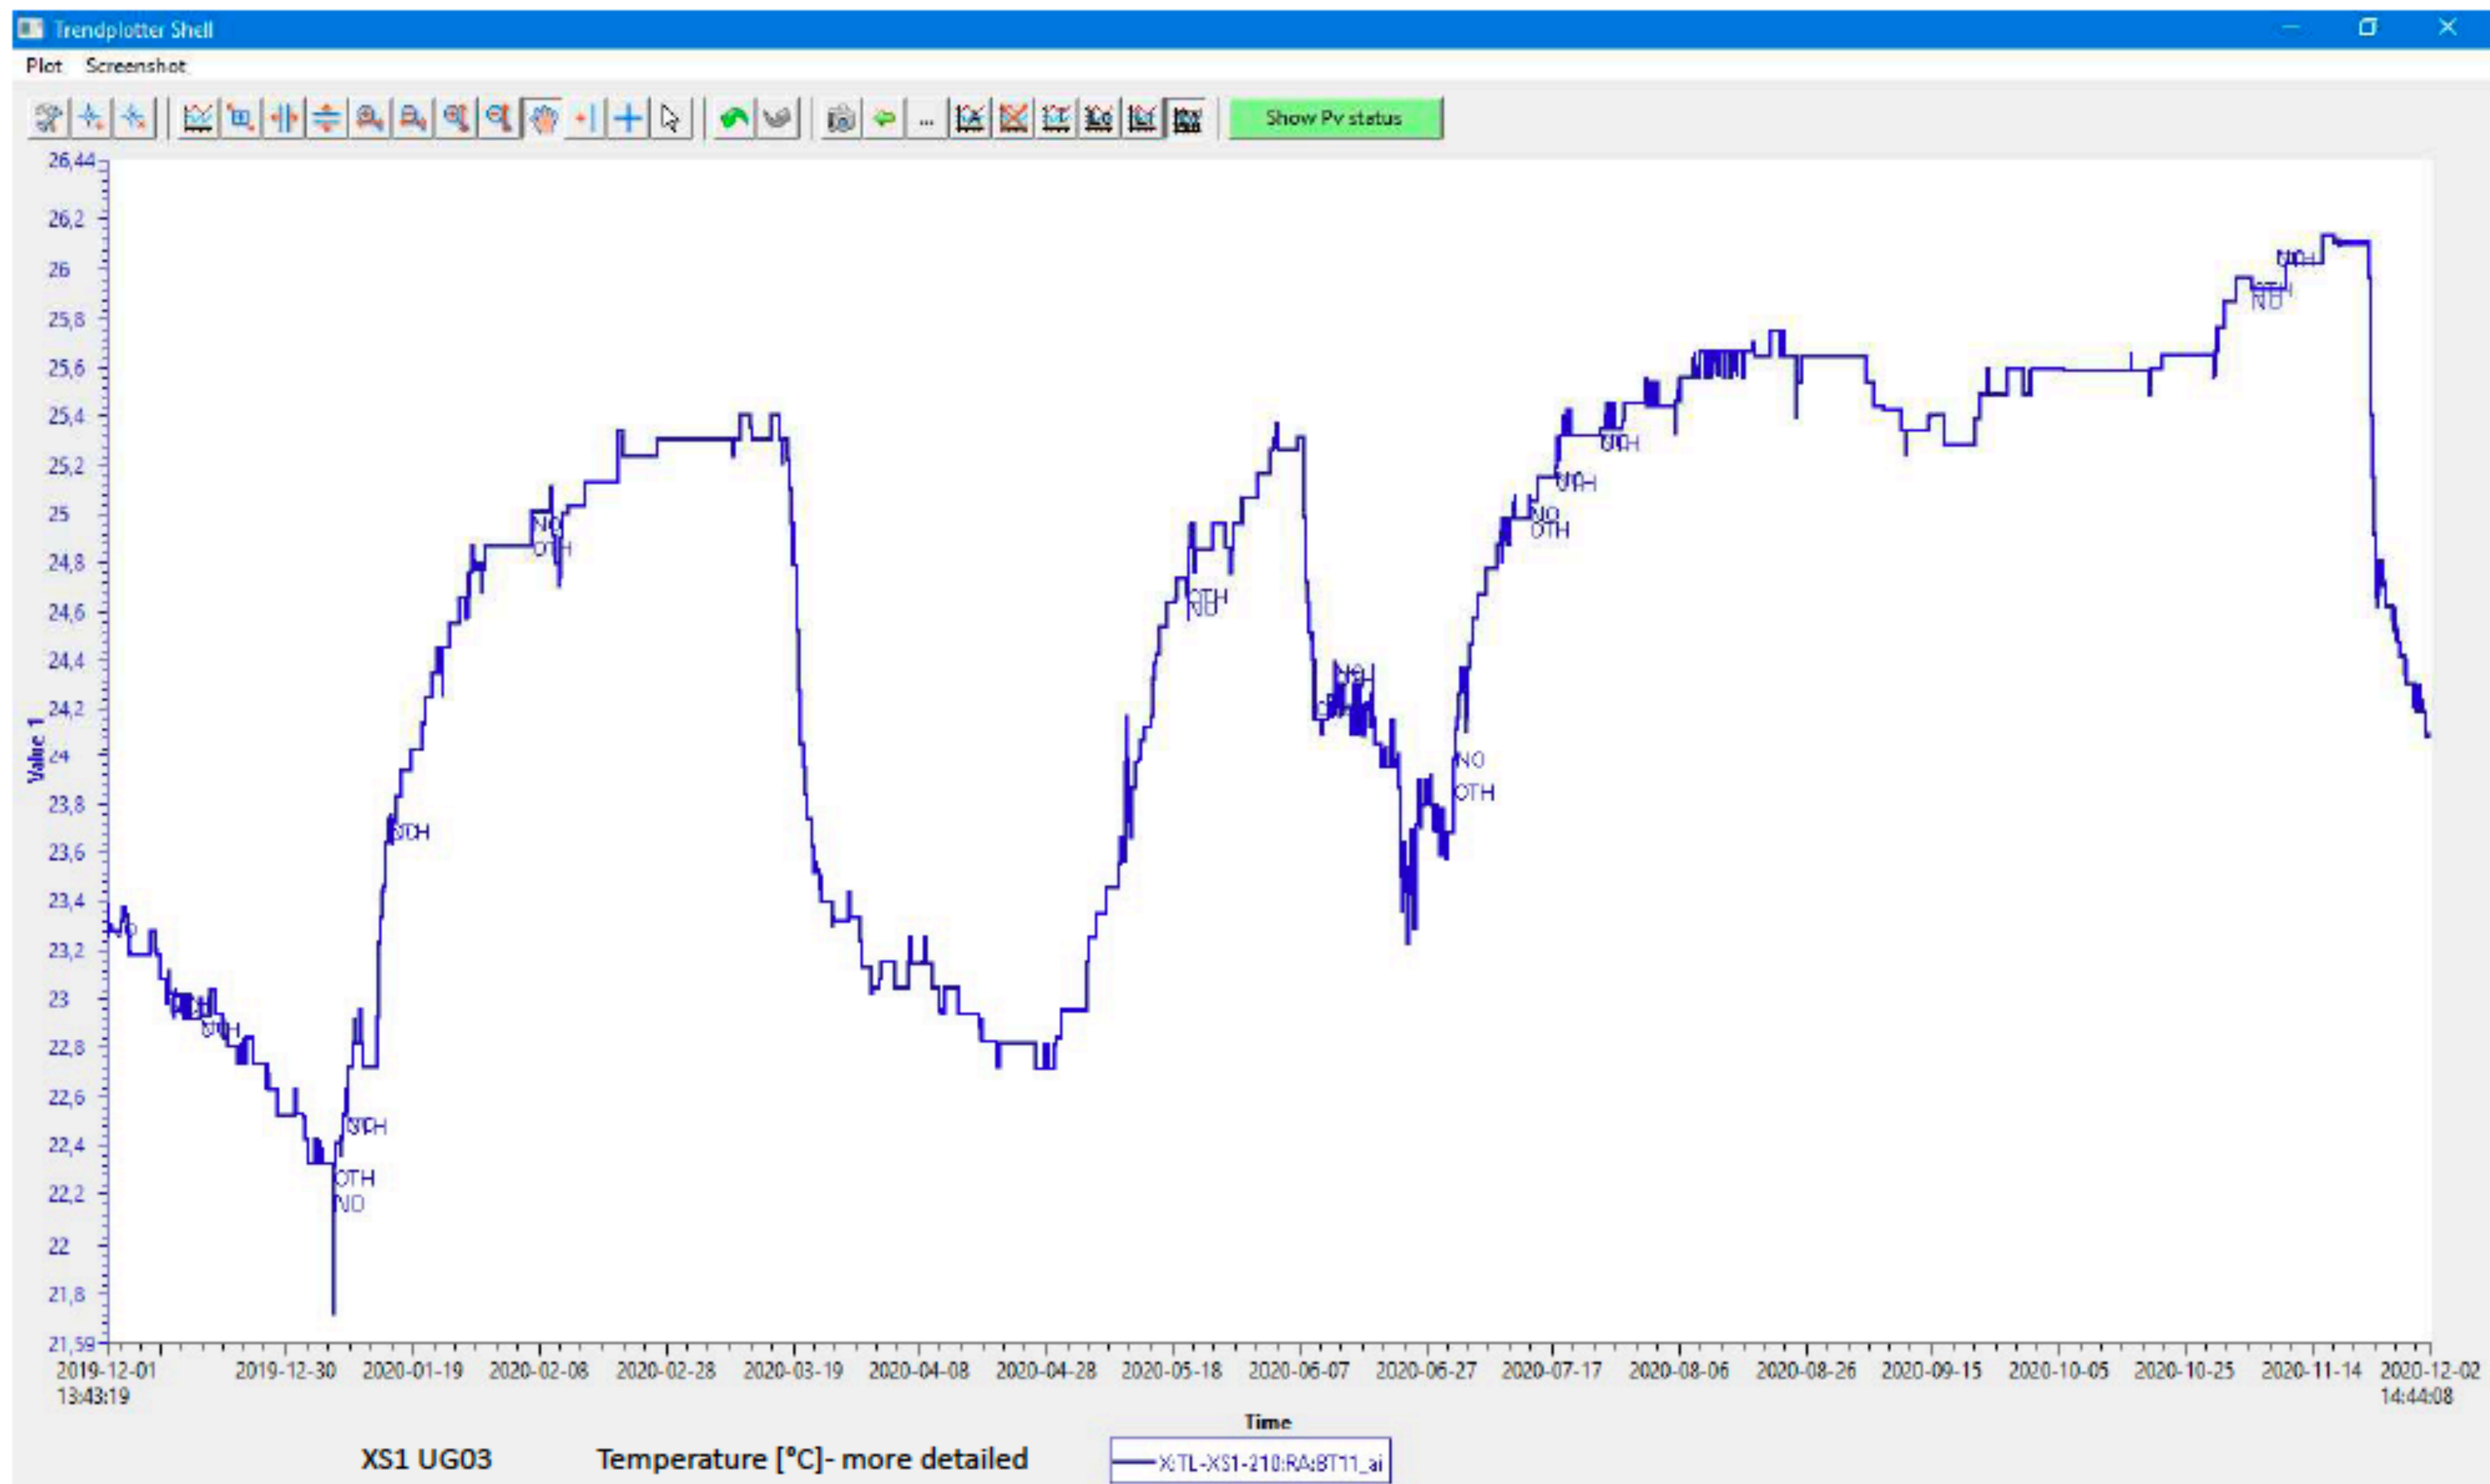 Trendplotter Shell
Plot Screenshot
... Show Pv status
26,44
26,2
26
25,8
25,6
25,4
25,2
25
24,8
24,6
24,4
24,2
24
23,8
23,6
23,4
23,2
23
22,8
22,6
22,4
22,2
22
21,8
21,59
Value 1
NO
OTH
OTH
NO
NO
OTH
NO
OTH
NO
OTH
OTH
NO
2019-12-01 2019-12-30 2020-01-19 2020-02-08 2020-02-28 2020-03-19 2020-04-08 2020-04-28 2020-05-18 2020-06-07 2020-06-27 2020-07-17 2020-08-06 2020-08-26 2020-09-15 2020-10-05 2020-10-25 2020-11-14 2020-12-02
13:43:19 14:44:08
Time
XS1 UG03 Temperature [°C]- more detailed X:TL-XS1-210:RA:BT11_ai